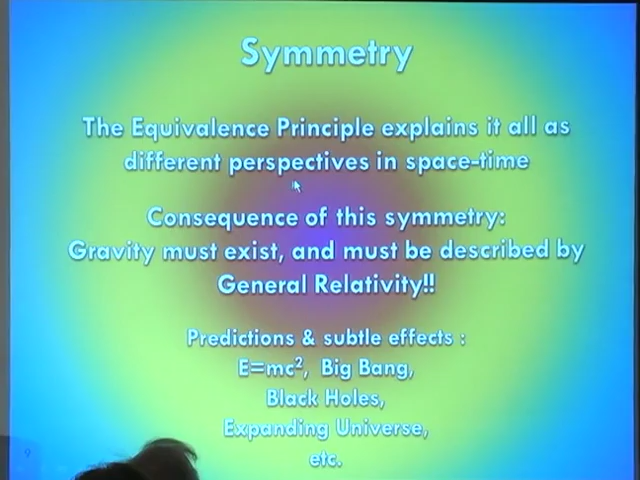 Symmetry
The Equivalence Principle explains it all as
different perspectives in space-time
Consequence of this symmetry:
Gravity must exist, and must be described by
General Relativity!!
Predictions & subtle effects :
E=mc², Big Bang,
Black Holes,
Expanding Universe,
etc.
9